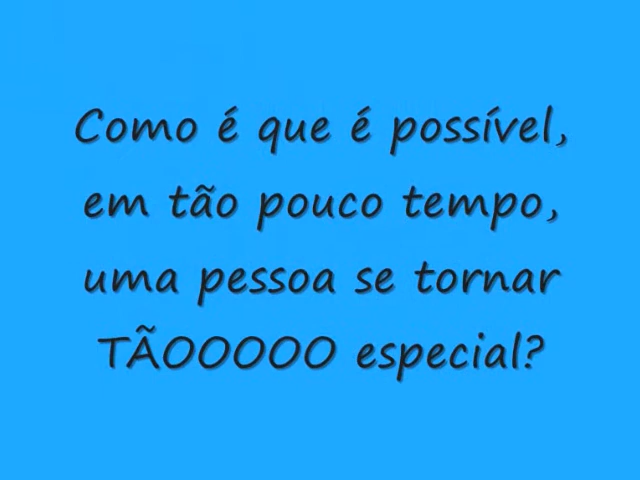 Como é que é possível,
em tão pouco tempo,
uma pessoa se tornar
TÃOOOOO especial?